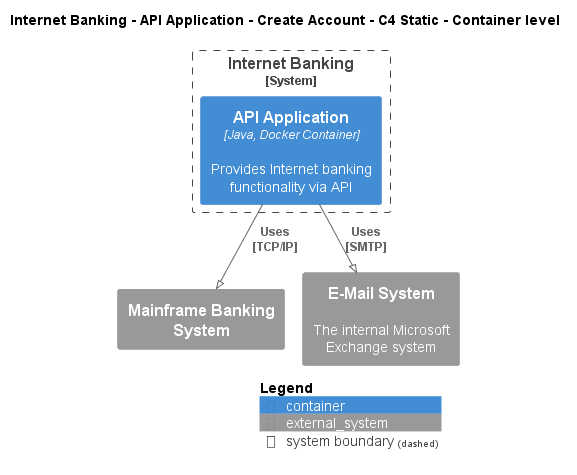 Internet Banking - API Application - Create Account - C4 Static - Container level
Internet Banking
[System]
API Application
[Java, Docker Container]
Provides Internet banking
functionality via API
Uses
[TCP/IP]
Uses
[SMTP]
Mainframe Banking
System
E-Mail System
The internal Microsoft
Exchange system
Legend
container
external_system
system boundary (dashed)